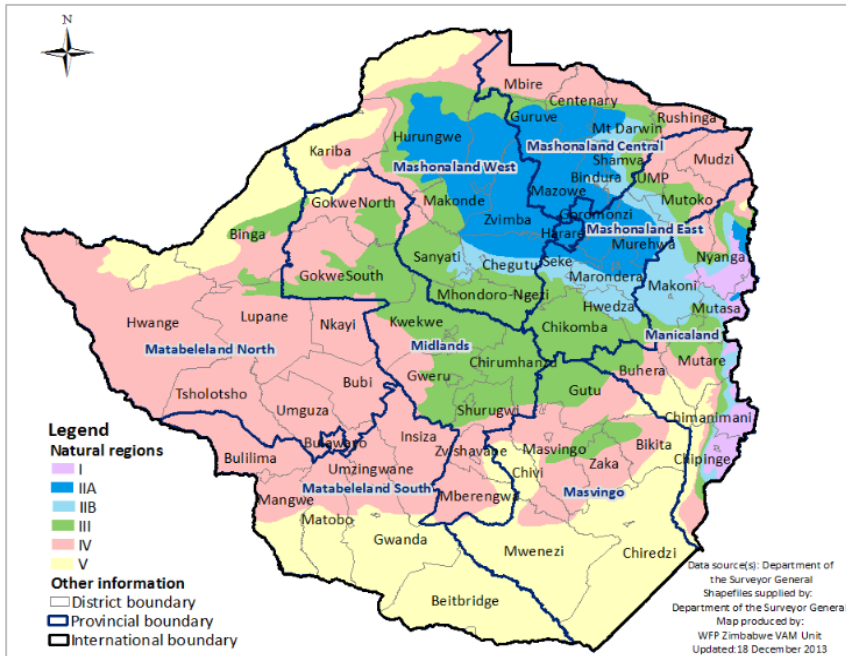 N
Mbire
Centenary
Rushinga
Guruve
Mt Darwin
Hurungwe
Mashonaland Central
Kariba
Shamva
Mudzi
Mashonaland West
Bindura
UMP
Mazowe
Gokwe North
Makonde
Mutoko
Zvimba
Goromonzi
Binga
Harare
Mashonaland East
Murehwa
Sanyati
Nyanga
Chegutu
Seke
Gokwe South
Marondera
Makoni
Mhondoro-Ngezi
Hwedza
Mutasa
Lupane
Hwange
Nkayi
Kwekwe
Chikomba
Manicaland
Matabeleland North
Midlands
Mutare
Chirumhanzu
Buhera
Gweru
Bubi
Gutu
Tsholotsho
Umguza
Shurugwi
Chimanimani
Legend
Natural regions
I
IIA
IIB
III
IV
V
Other information
District boundary
Provincial boundary
International boundary
Bulawayo
Insiza
Zvishavane
Masvingo
Bikita
Bulilima
Umzingwane
Chivi
Zaka
Chipinge
Mangwe
Matabeleland South
Mberengwa
Masvingo
Matobo
Gwanda
Mwenezi
Chiredzi
Beitbridge
Data source(s): Department of
the Surveyor General
Shapefiles supplied by:
Department of the Surveyor General
Map produced by:
WFP Zimbabwe VAM Unit
Updated:18 December 2013